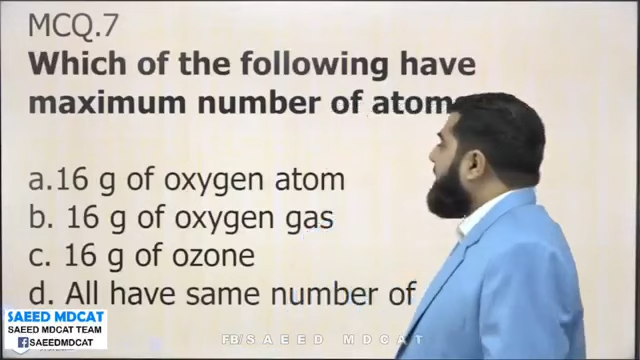 MCQ.7
Which of the following have
maximum number of atom
a.16 g of oxygen atom
b. 16 g of oxygen gas
c. 16 g of ozone
d. All have same number of
SAEED MDCAT
SAEED MDCAT TEAM
SAEEDMDCAT
FB/SAEED MDCAT